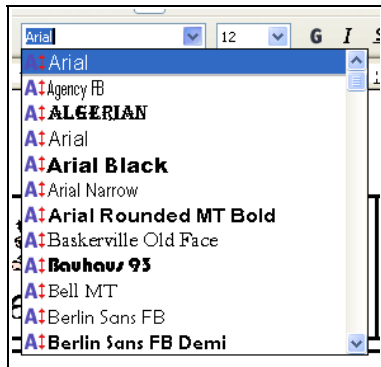 Arial 12 G I S
Arial
Agency FB
ALGERIAN
Arial
Arial Black
Arial Narrow
Arial Rounded MT Bold
Baskerville Old Face
Bauhaus 93
Bell MT
Berlin Sans FB
Berlin Sans FB Demi